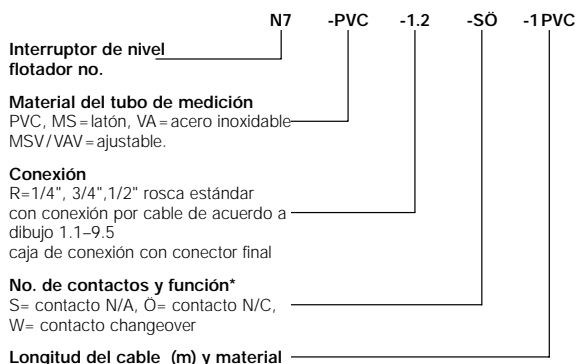 N7 -PVC -1.2 -SÖ -1PVC
Interruptor de nivel
flotador no.
Material del tubo de medición
PVC, MS=latón, VA=acero inoxidable
MSV/VAV=ajustable.
Conexión
R=1/4", 3/4",1/2" rosca estándar
con conexión por cable de acuerdo a
dibujo 1.1–9.5
caja de conexión con conector final
No. de contactos y función*
S= contacto N/A, Ö= contacto N/C,
W= contacto changeover
Longitud del cable (m) y material